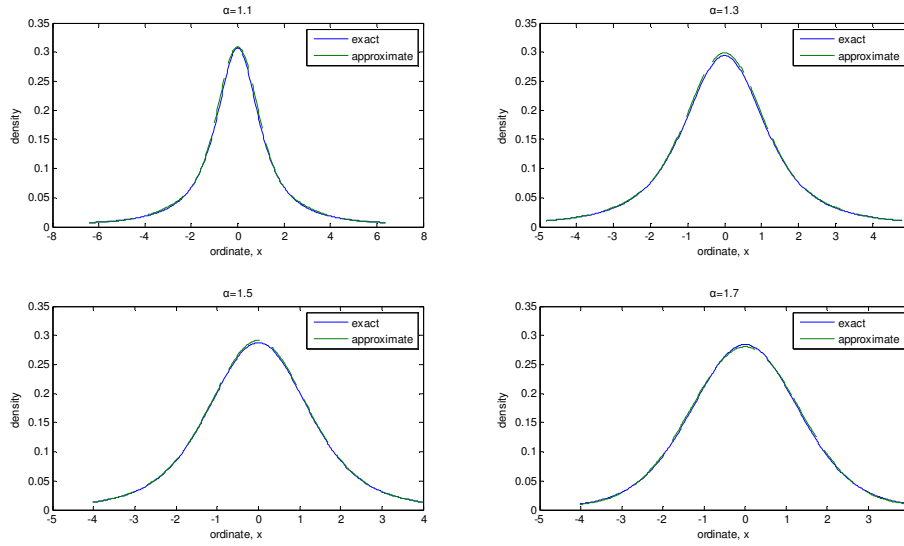 α=1.1
0.35
0.3
0.25
0.2
0.15
0.1
0.05
0
density
exact
approximate
-8 -6 -4 -2 0 2 4 6 8
ordinate, x
α=1.3
0.35
0.3
0.25
0.2
0.15
0.1
0.05
0
density
exact
approximate
-5 -4 -3 -2 -1 0 1 2 3 4
ordinate, x
α=1.5
0.35
0.3
0.25
0.2
0.15
0.1
0.05
0
density
exact
approximate
-5 -4 -3 -2 -1 0 1 2 3 4
ordinate, x
α=1.7
0.35
0.3
0.25
0.2
0.15
0.1
0.05
0
density
exact
approximate
-5 -4 -3 -2 -1 0 1 2 3
ordinate, x